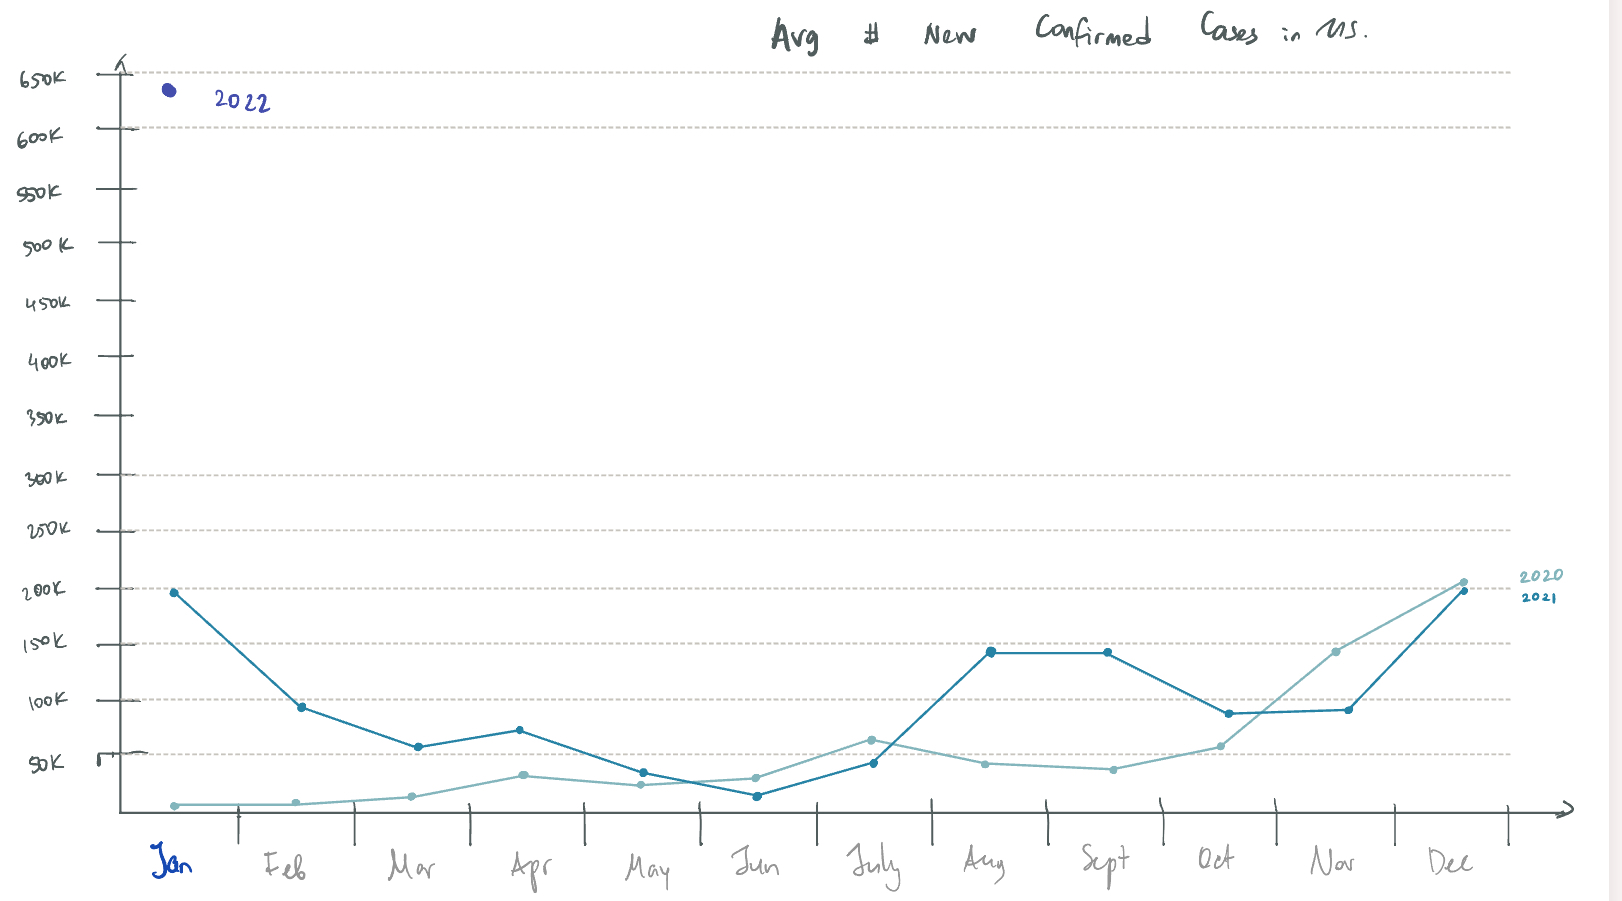 Avg # New Confirmed Cases in US.
650K
2022
600K
550K
500K
450K
400K
350K
300K
250K
200K
2020
2021
150K
100K
50K
Jan Feb Mar Apr May Jun July Aug Sept Oct Nov Dec